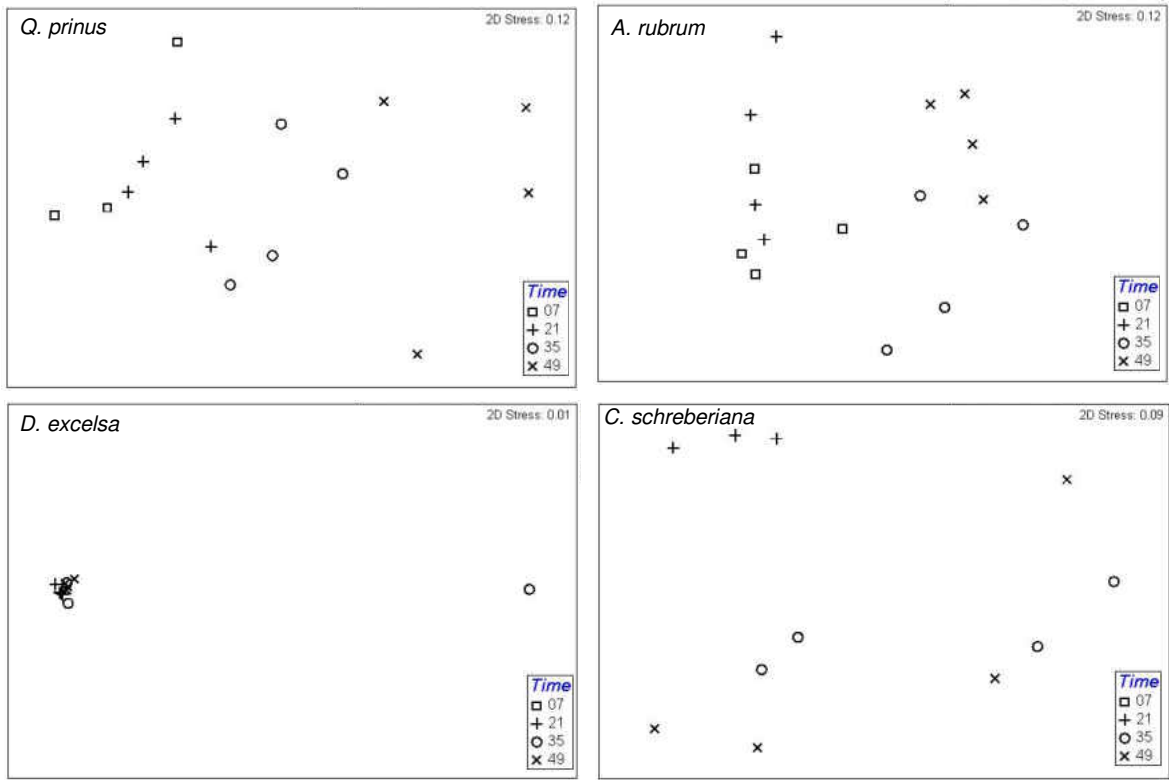 Q. prinus
2D Stress: 0.12
Time
07
21
35
49
A. rubrum
2D Stress: 0.12
Time
07
21
35
49
D. excelsa
2D Stress: 0.01
Time
07
21
35
49
C. schreberiana
2D Stress: 0.09
Time
07
21
35
49